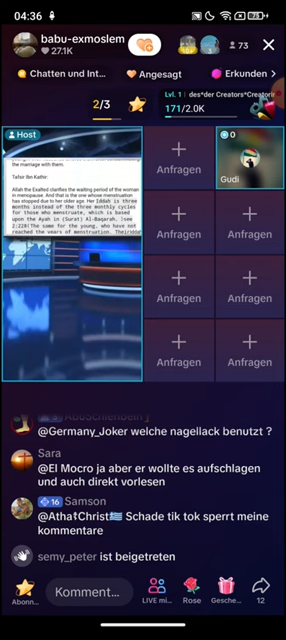 04:36
73
babu-exmoslem
27.1K
73
Chatten und Int...
Angesagt
Erkunden
2/3
Lvl. 1 : des*der Creators*Creatorin
171/2.0K
Host
the marriage with them.
Tafsir Ibn Kathir:
Allah the Exalted clarifies the waiting period of the woman
in menopause. And that is the one whose menstruation
has stopped due to her older age. Her Iddah is three
months instead of the three monthly cycles
for those who menstruate, which is based
upon the Ayah in (Surat) Al-Baqarah. [see
2:228]The same for the young, who have not
reached the years of menstruation. Their
Anfragen
0
Gudi
Anfragen
Anfragen
Anfragen
Anfragen
Anfragen
Anfragen
@Germany_Joker welche nagellack benutzt ?
Sara
@El Mocro ja aber er wollte es aufschlagen
und auch direkt vorlesen
16 Samson
@Atha☨Christ🇬🇷 Schade tik tok sperrt meine
kommentare
semy_peter ist beigetreten
Abonn...
Komment...
LIVE mi...
Rose
Gesche...
12